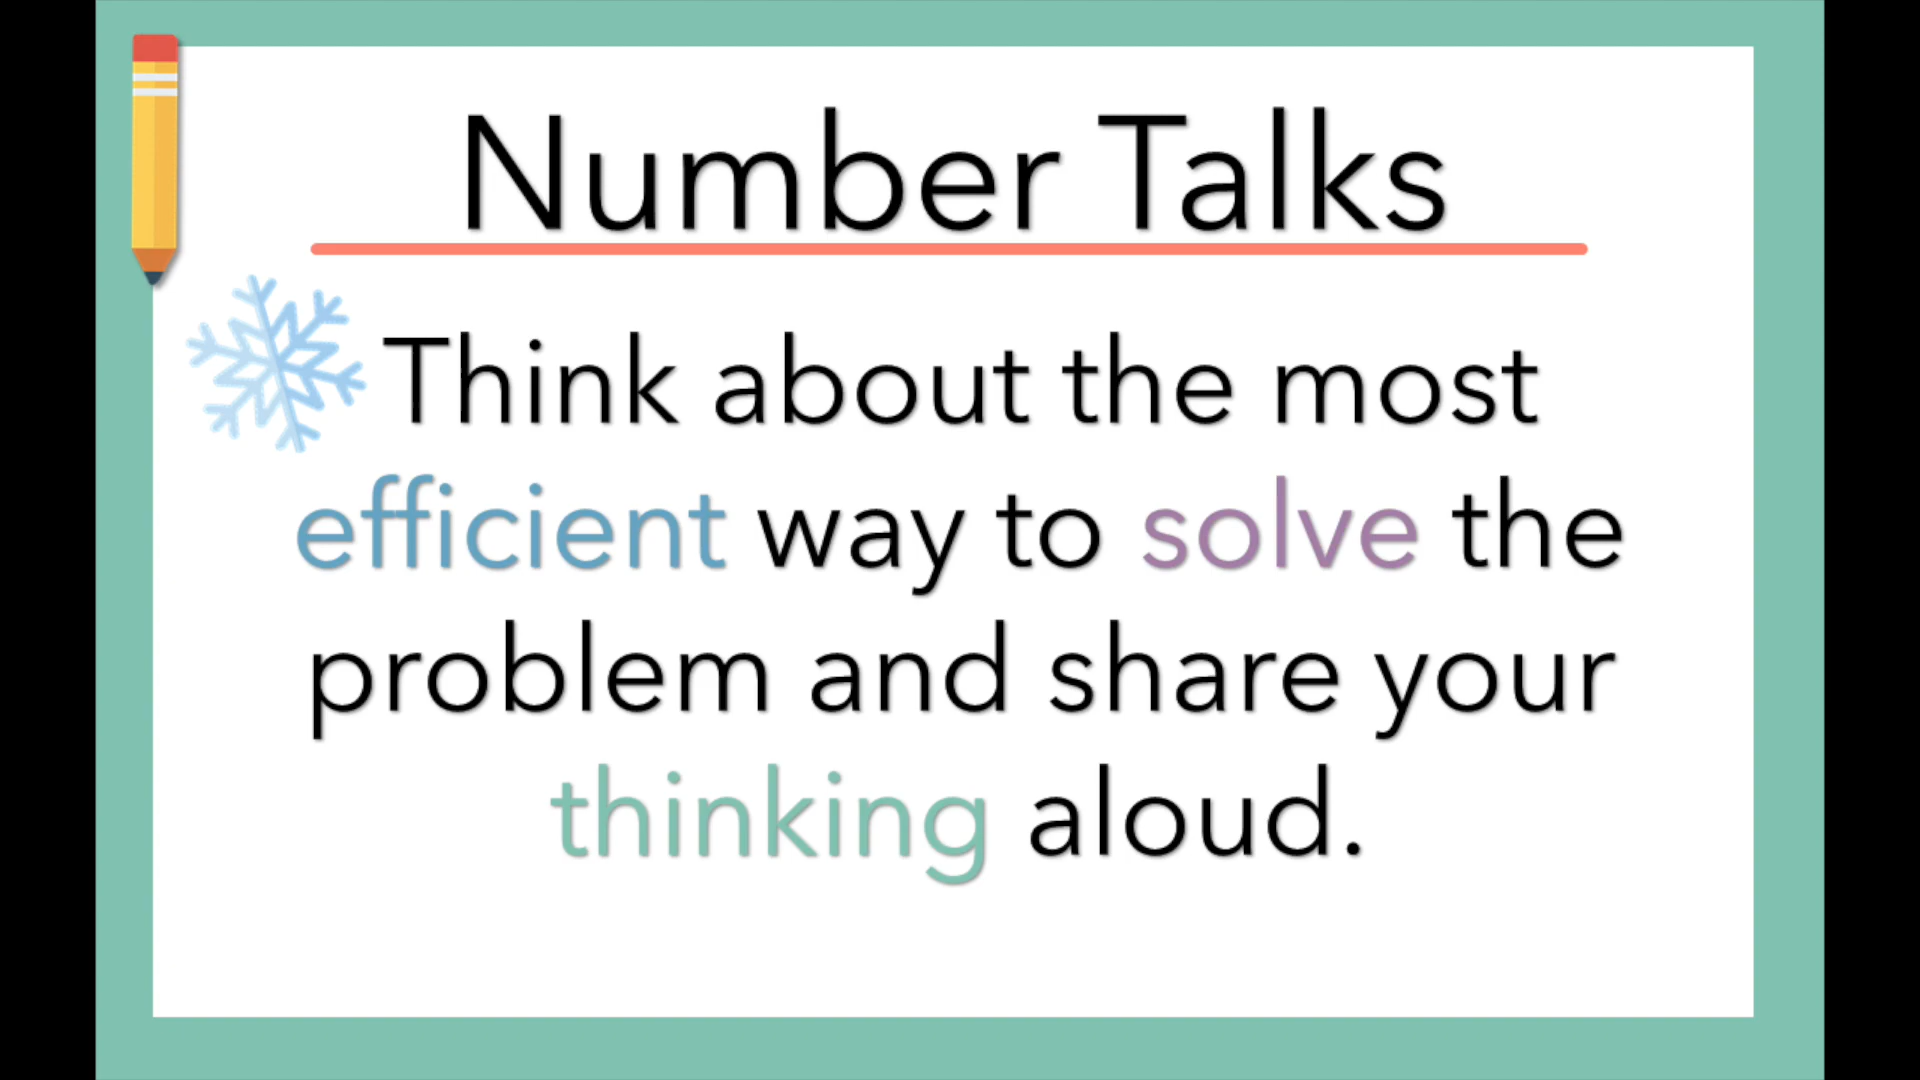 Number Talks
Think about the most
efficient way to solve the
problem and share your
thinking aloud.